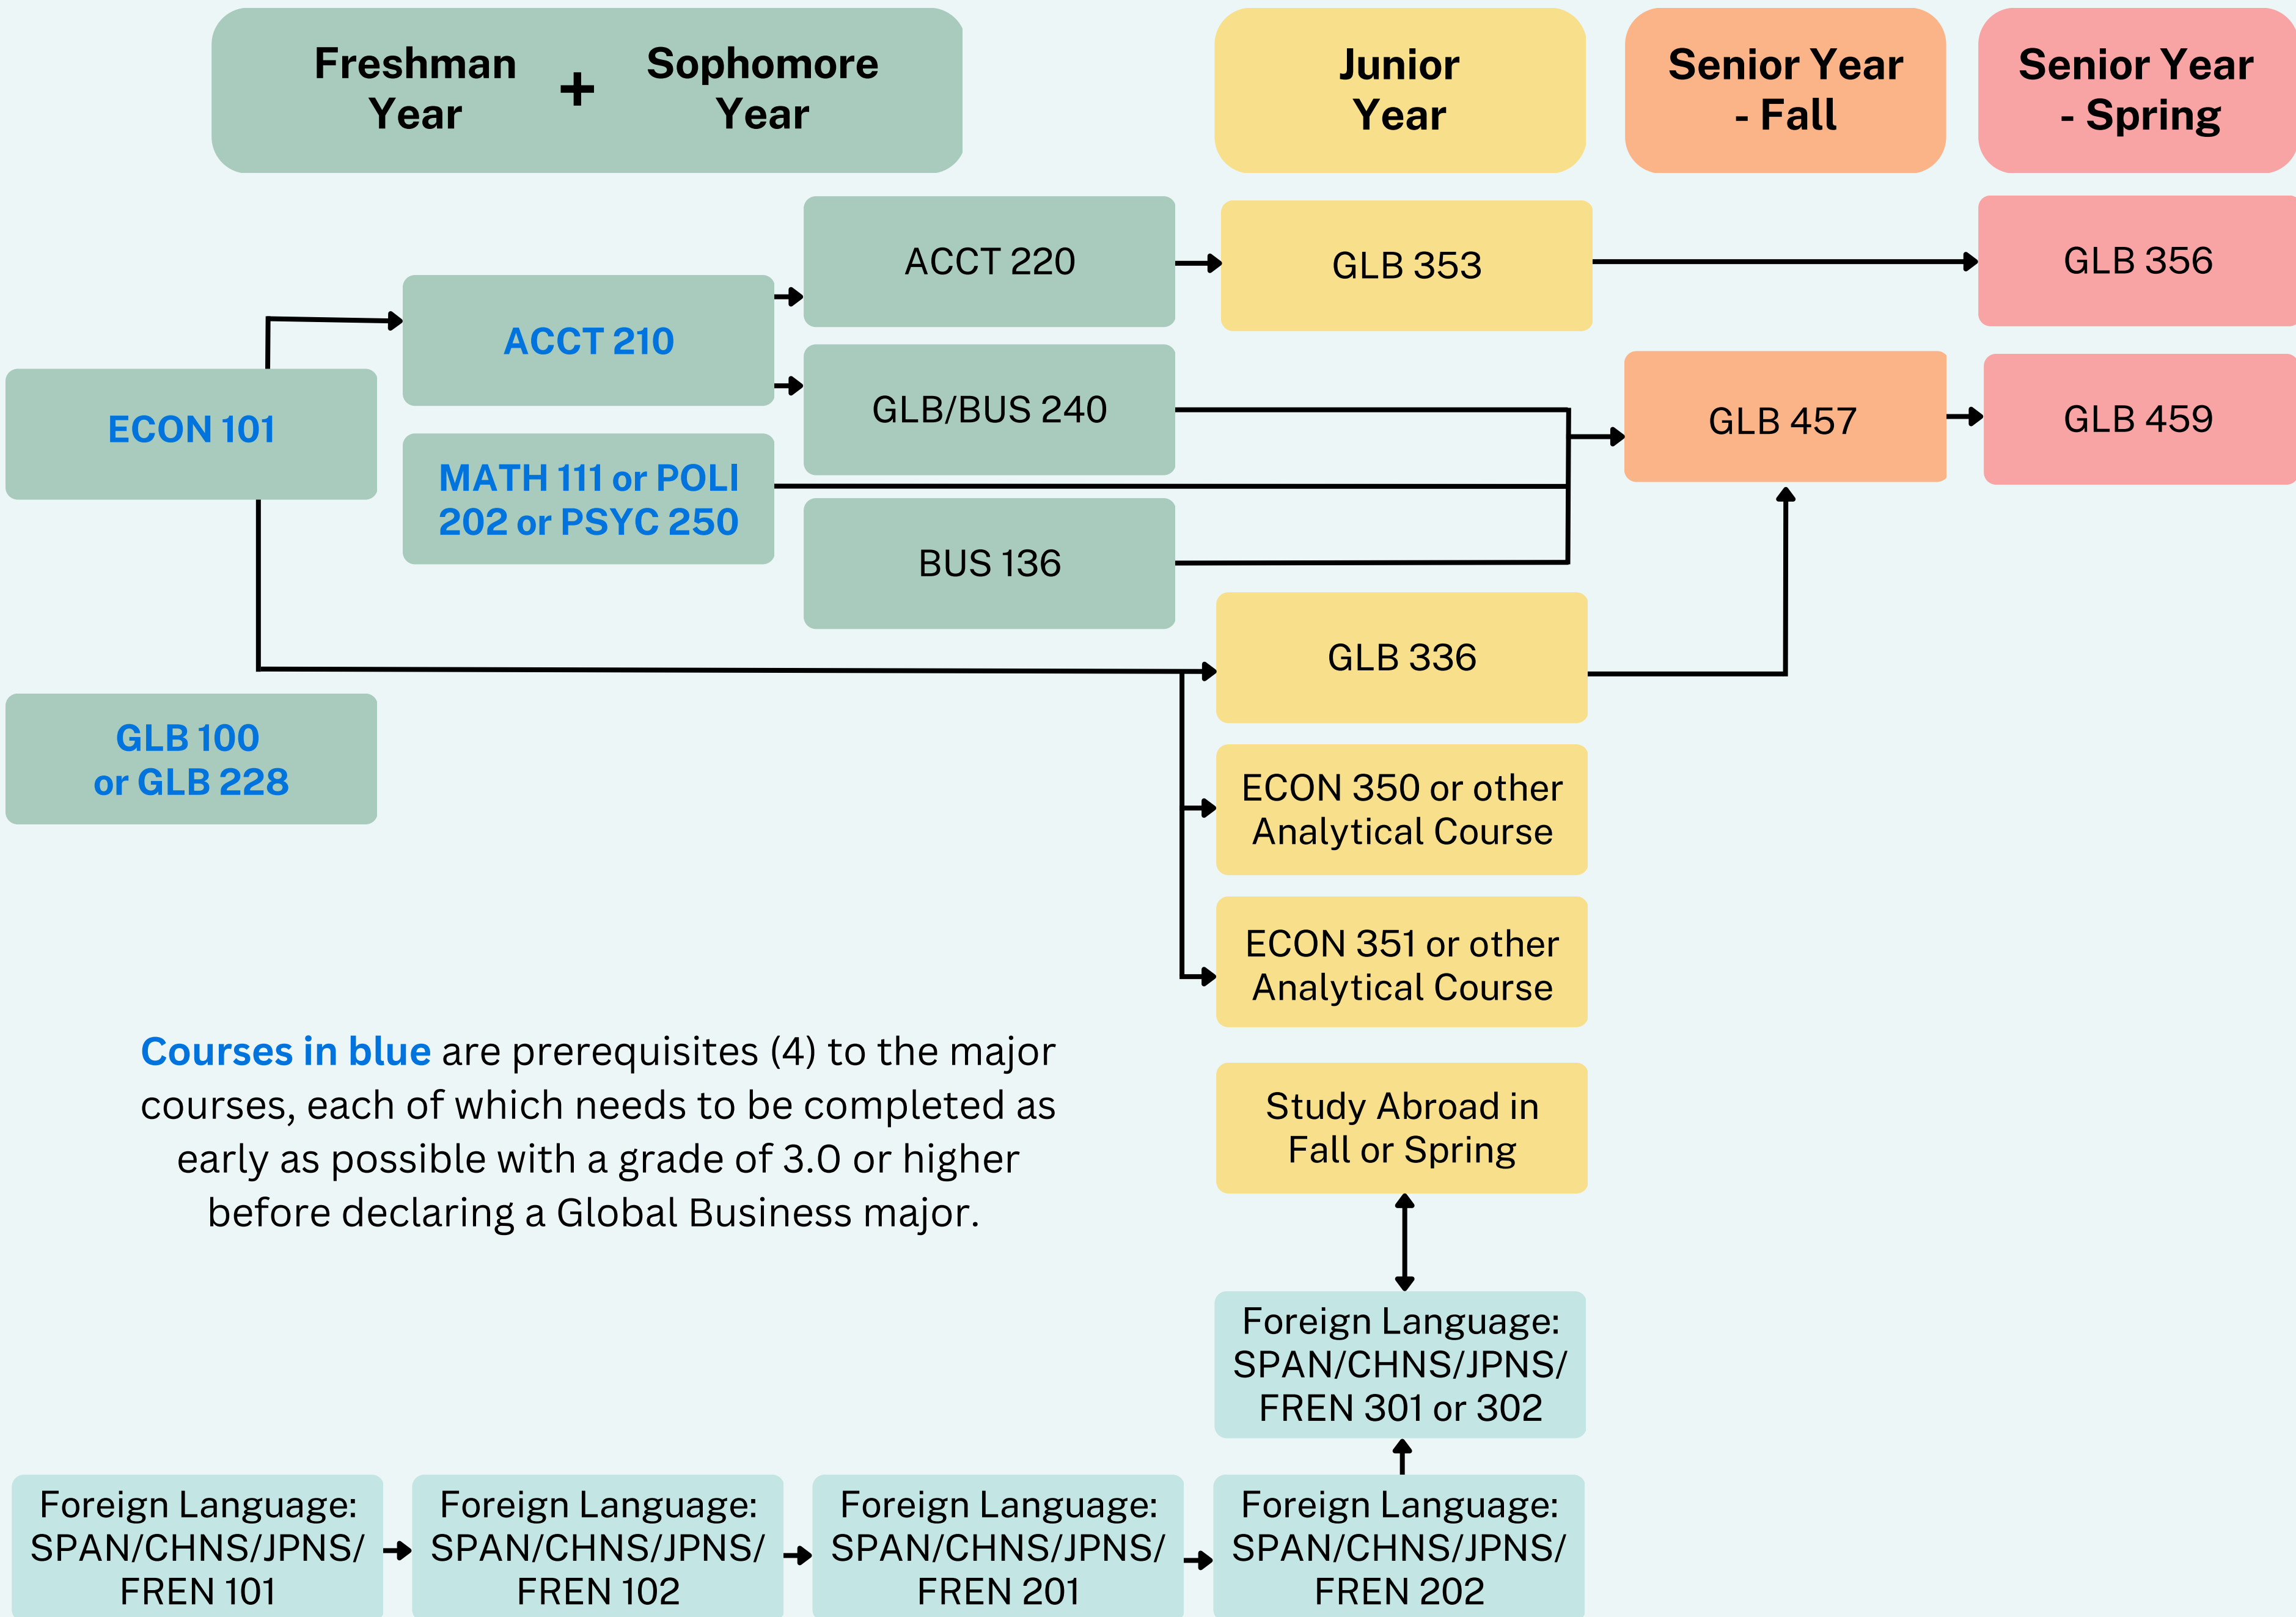 Freshman
Year
+
Sophomore
Year
Junior
Year
Senior Year
- Fall
Senior Year
- Spring
ACCT 220
GLB 353
GLB 356
ACCT 210
ECON 101
GLB/BUS 240
GLB 457
GLB 459
MATH 111 or POLI
202 or PSYC 250
BUS 136
GLB 336
GLB 100
or GLB 228
ECON 350 or other
Analytical Course
ECON 351 or other
Analytical Course
Courses in blue are prerequisites (4) to the major
courses, each of which needs to be completed as
early as possible with a grade of 3.0 or higher
before declaring a Global Business major.
Study Abroad in
Fall or Spring
Foreign Language:
SPAN/CHNS/JPNS/
FREN 301 or 302
Foreign Language:
SPAN/CHNS/JPNS/
FREN 101
Foreign Language:
SPAN/CHNS/JPNS/
FREN 102
Foreign Language:
SPAN/CHNS/JPNS/
FREN 201
Foreign Language:
SPAN/CHNS/JPNS/
FREN 202